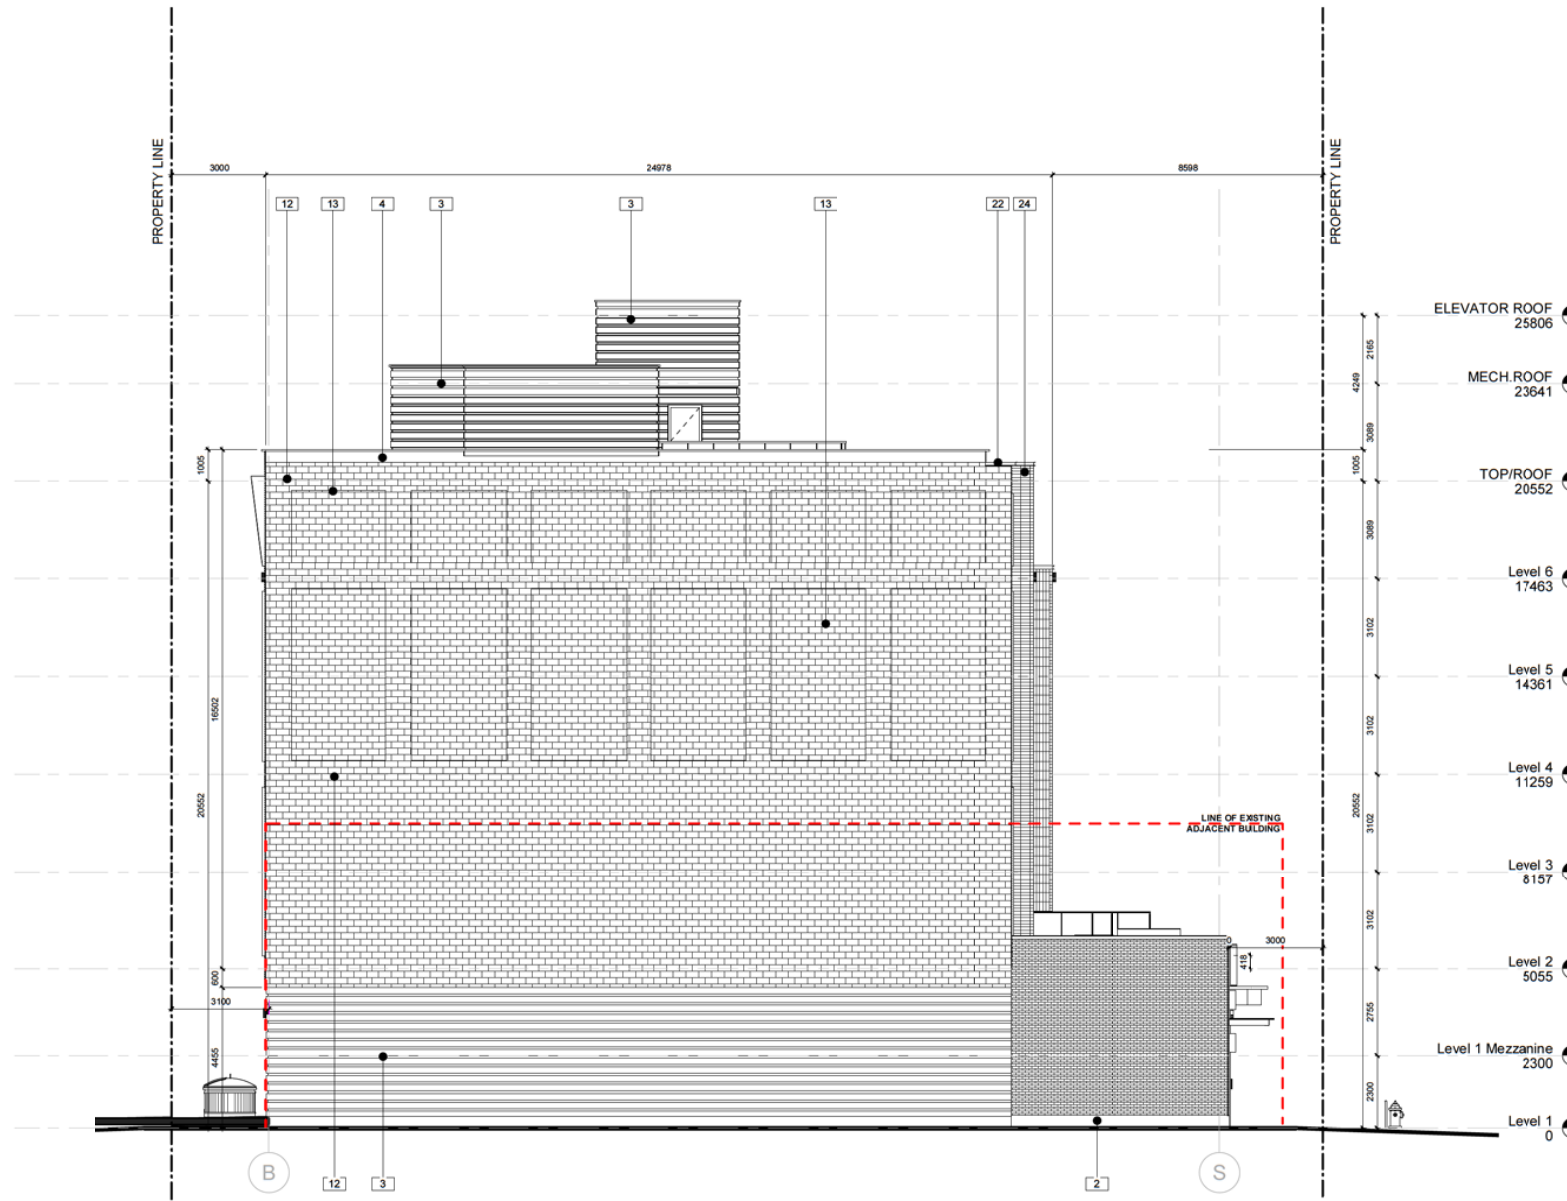 PROPERTY LINE
PROPERTY LINE
3000
24978
8598
12
13
4
3
3
13
22
24
ELEVATOR ROOF
25806
2165
4249
MECH.ROOF
23641
3089
1005
1005
TOP/ROOF
20552
3089
Level 6
17463
3102
Level 5
14361
16502
3102
Level 4
11259
20552
20552
3102
LINE OF EXISTING
ADJACENT BUILDING
Level 3
8157
3102
0
3000
418
Level 2
5055
600
3100
2755
4455
Level 1 Mezzanine
2300
2300
Level 1
0
B
12
3
2
S